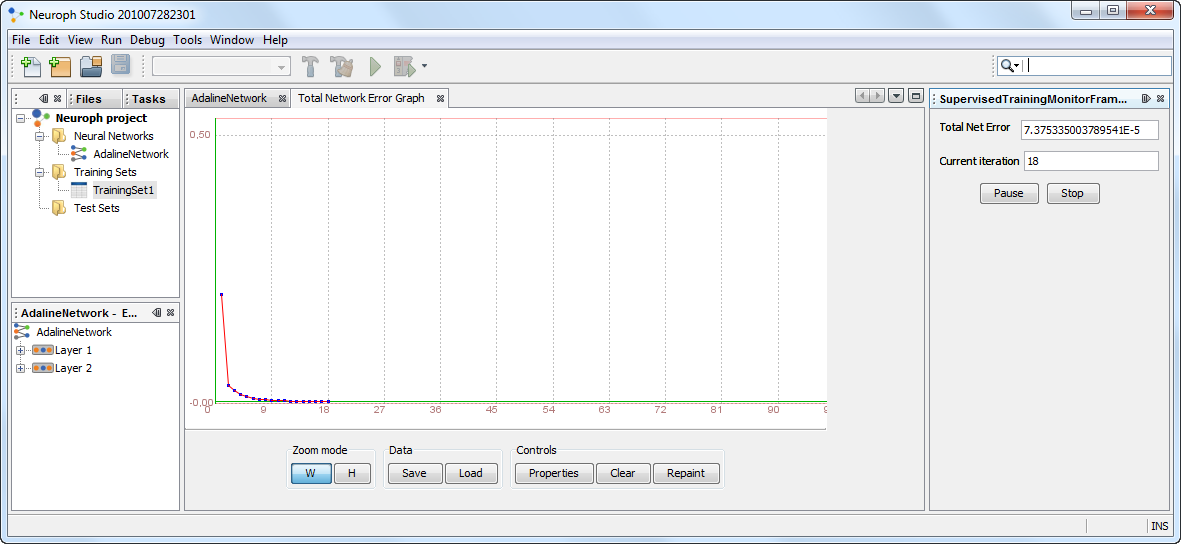 Neuroph Studio 201007282301
File Edit View Run Debug Tools Window Help
Files Tasks
Neuroph project
Neural Networks
AdalineNetwork
Training Sets
TrainingSet1
Test Sets
AdalineNetwork - E...
AdalineNetwork
Layer 1
Layer 2
AdalineNetwork Total Network Error Graph
0,50
-0,00
0 9 18 27 36 45 54 63 72 81 90 9
Zoom mode Data Controls
W H Save Load Properties Clear Repaint
SupervisedTrainingMonitorFram...
Total Net Error 7.375335003789541E-5
Current iteration 18
Pause Stop
INS